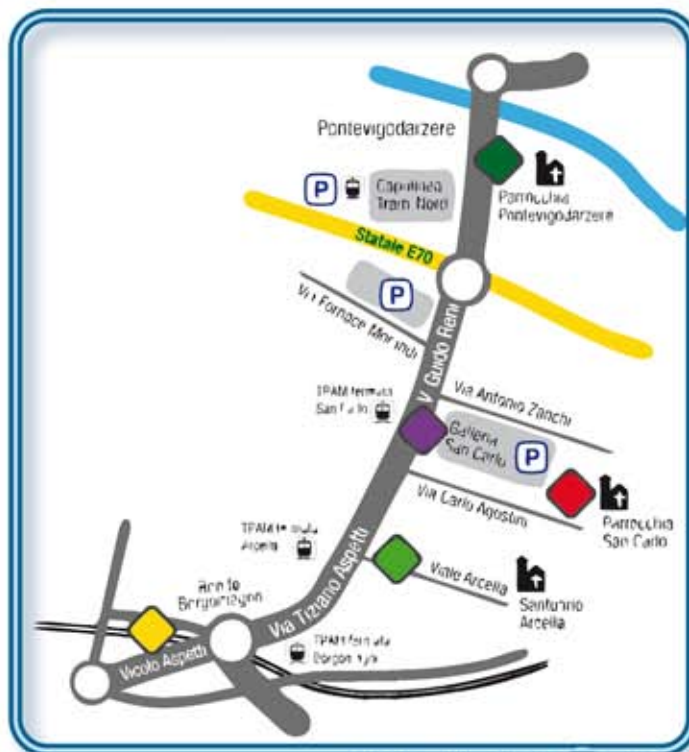 Pontevigodarzere
P
Capolinea
Tram Nord
Parrocchia
Pontevigodarzere
Statale E70
P
Via Fornace Morandi
V. Guido Reni
Via Antonio Zanchi
TRAM fermata
San Carlo
Galleria
San Carlo
P
Via Carlo Agostini
Parrocchia
San Carlo
TRAM fermata
Arcella
Via Tiziano Aspetti
Viale Arcella
Santuario
Arcella
Borgomagno
Vicolo Aspetti
TRAM fermata